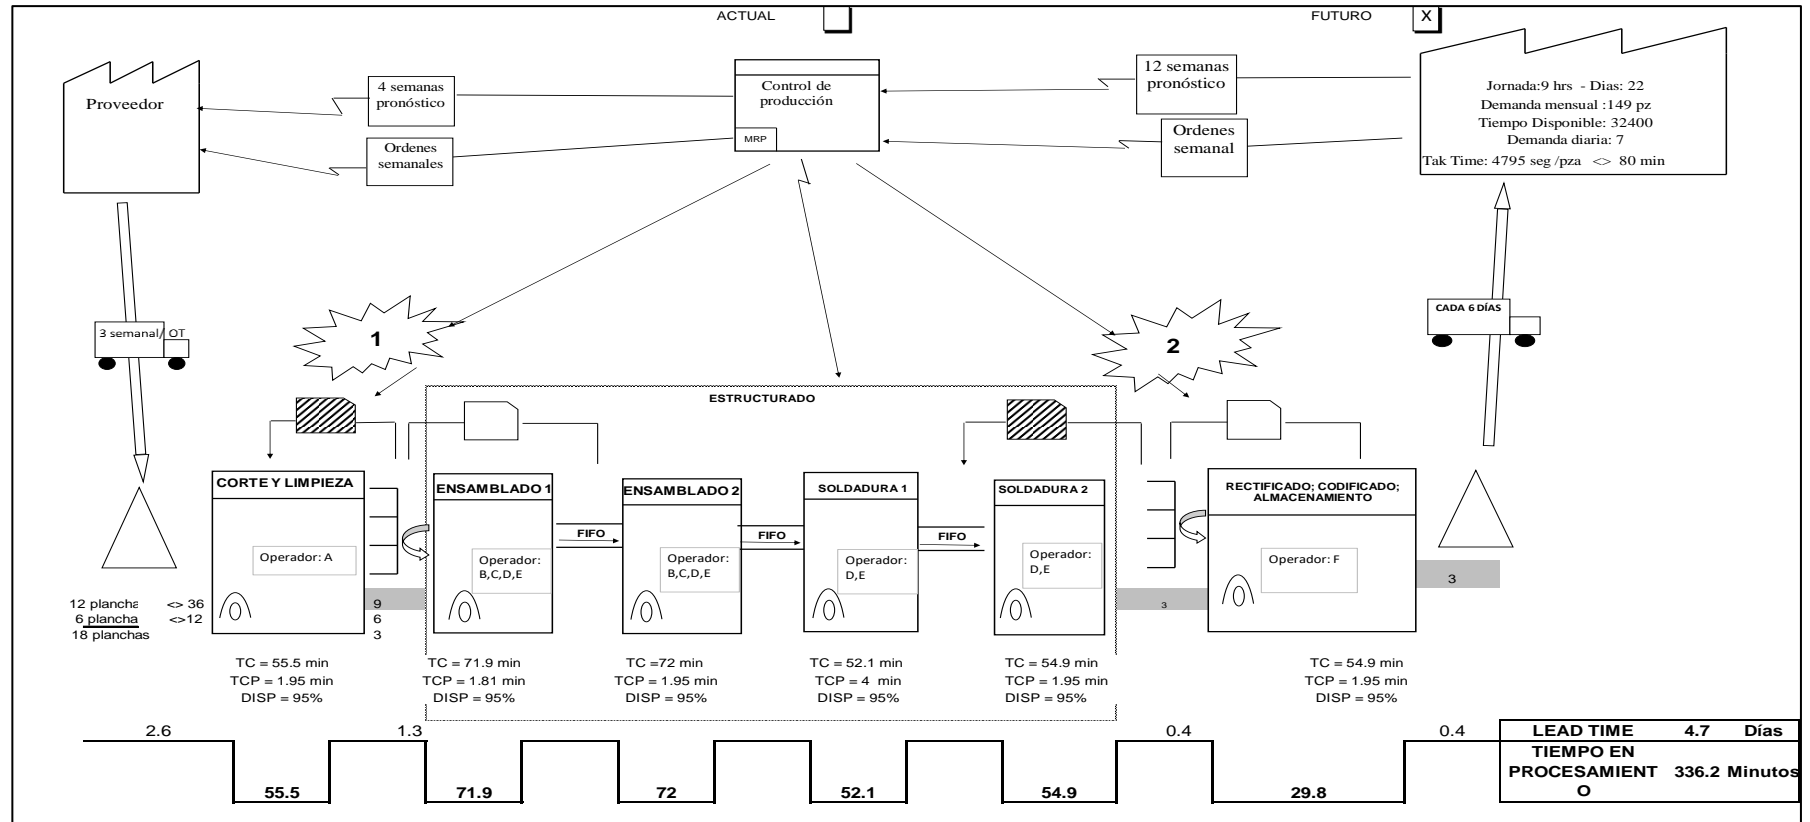 ACTUAL
FUTURO X
Proveedor
4 semanas
pronóstico
Ordenes
semanales
Control de
producción
MRP
12 semanas
pronóstico
Ordenes
semanal
Jornada:9 hrs - Dias: 22
Demanda mensual :149 pz
Tiempo Disponible: 32400
Demanda diaria: 7
Tak Time: 4795 seg /pza <> 80 min
3 semanal/ OT
1
2
CADA 6 DÍAS
ESTRUCTURADO
CORTE Y LIMPIEZA
Operador: A
ENSAMBLADO 1
Operador:
B,C,D,E
FIFO
ENSAMBLADO 2
Operador:
B,C,D,E
FIFO
SOLDADURA 1
Operador:
D,E
FIFO
SOLDADURA 2
Operador:
D,E
RECTIFICADO; CODIFICADO;
ALMACENAMIENTO
Operador: F
3
12 plancha <> 36
6 plancha <>12
18 planchas
9
6
3
3
TC = 55.5 min
TCP = 1.95 min
DISP = 95%
TC = 71.9 min
TCP = 1.81 min
DISP = 95%
TC =72 min
TCP = 1.95 min
DISP = 95%
TC = 52.1 min
TCP = 4 min
DISP = 95%
TC = 54.9 min
TCP = 1.95 min
DISP = 95%
TC = 54.9 min
TCP = 1.95 min
DISP = 95%
2.6 1.3 0.4 0.4
55.5 71.9 72 52.1 54.9 29.8
LEAD TIME 4.7 Días
TIEMPO EN
PROCESAMIENT 336.2 Minutos
O